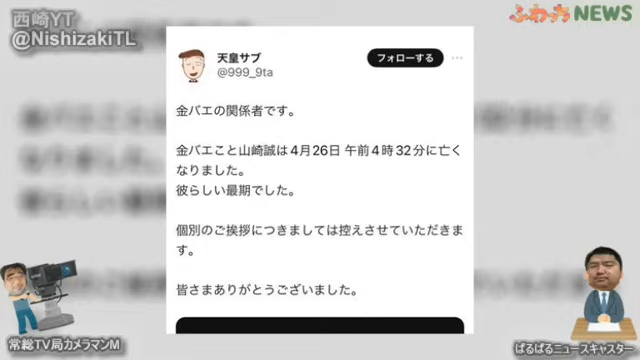 西崎YT
@NishizakiTL
ふわっちNEWS
天皇サブ
@999_9ta
フォローする
金バエの関係者です。
金バエこと山崎誠は4月26日 午前4時32分に亡く
なりました。
彼らしい最期でした。
個別のご挨拶につきましては控えさせていただきま
す。
皆さまありがとうございました。
常総TV局カメラマンM
ぱるぱるニュースキャスター